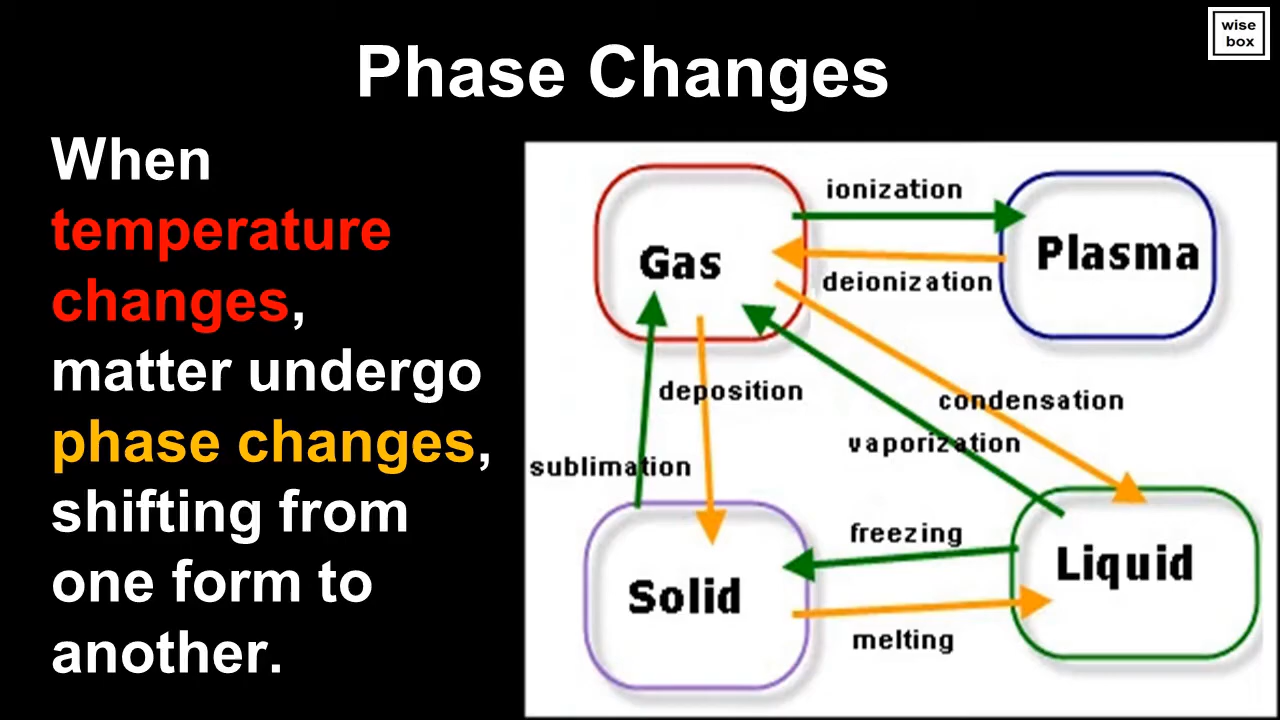 wise
box
Phase Changes
When
temperature
changes,
matter undergo
phase changes,
shifting from
one form to
another.
ionization
Gas
Plasma
deionization
deposition
condensation
vaporization
sublimation
freezing
Liquid
Solid
melting